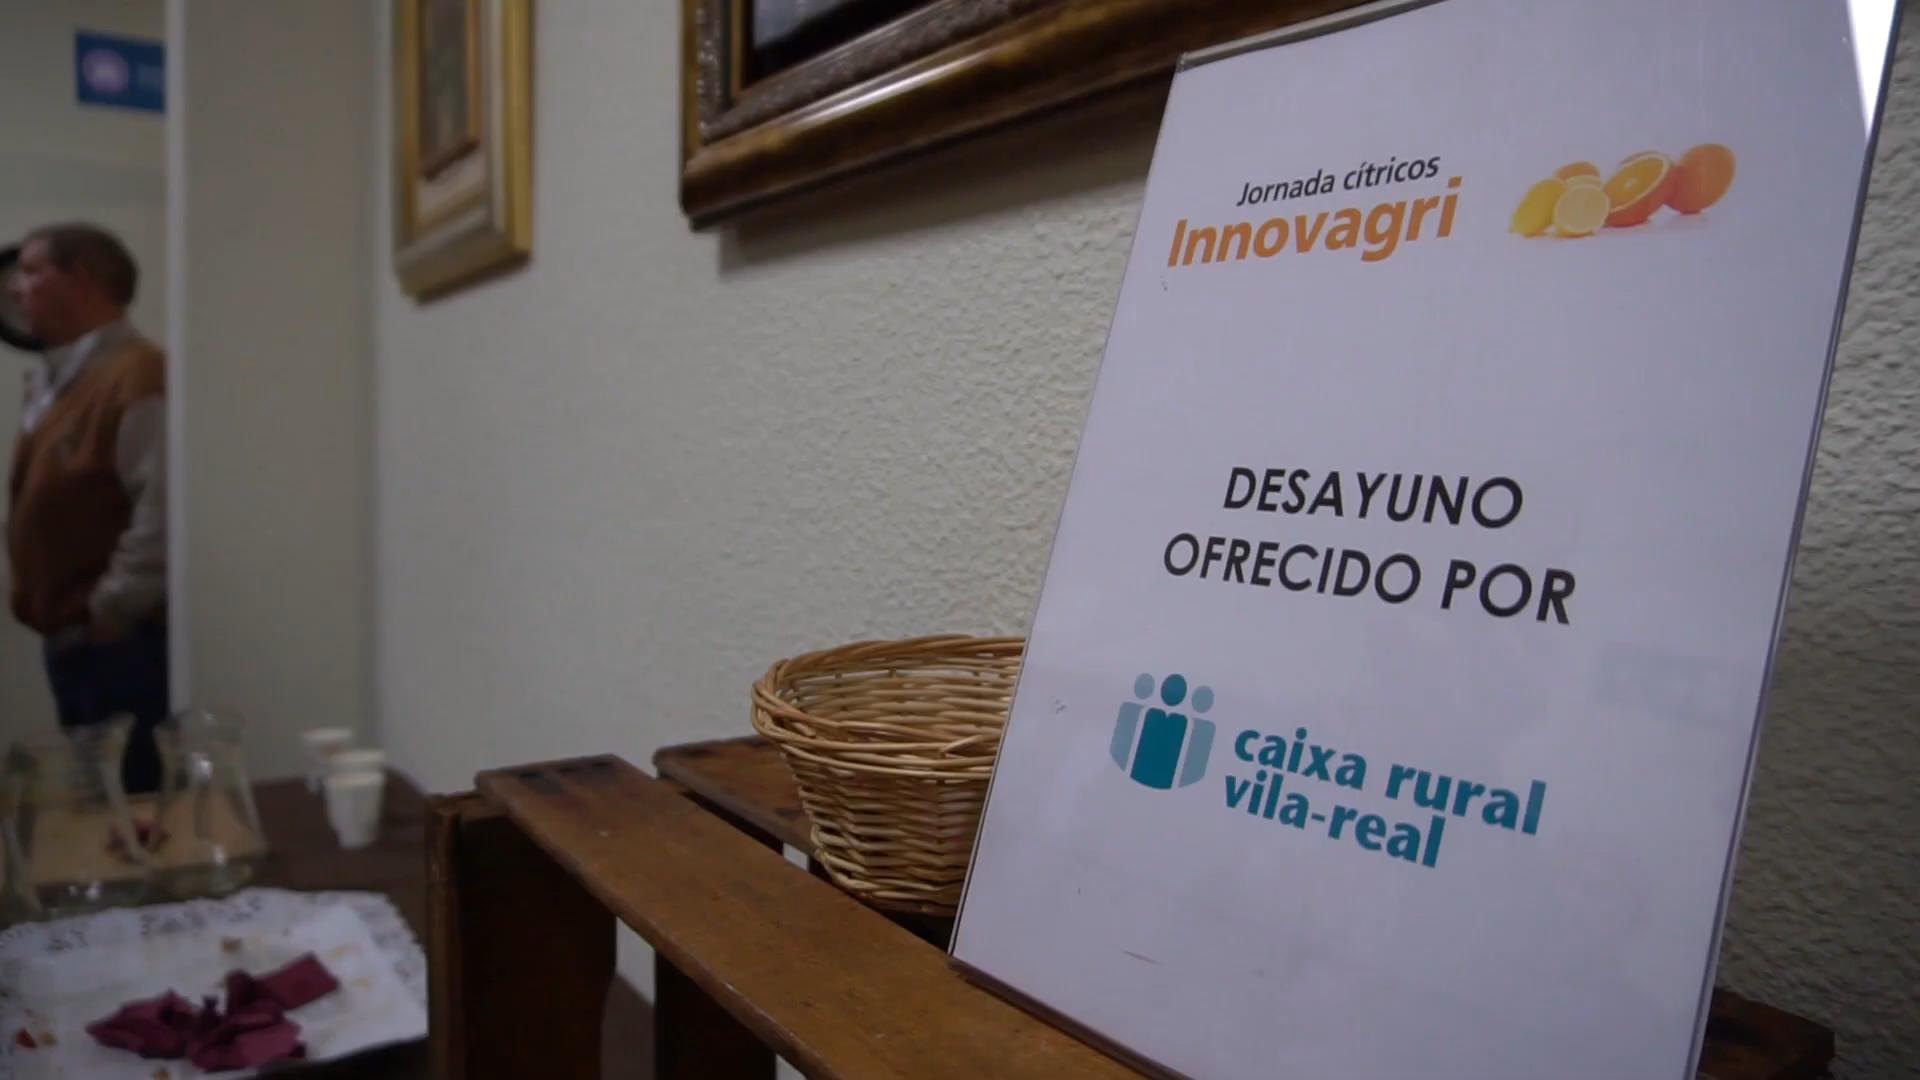 Jornada cítricos
Innovagri
DESAYUNO
OFRECIDO POR
caixa rural
vila-real